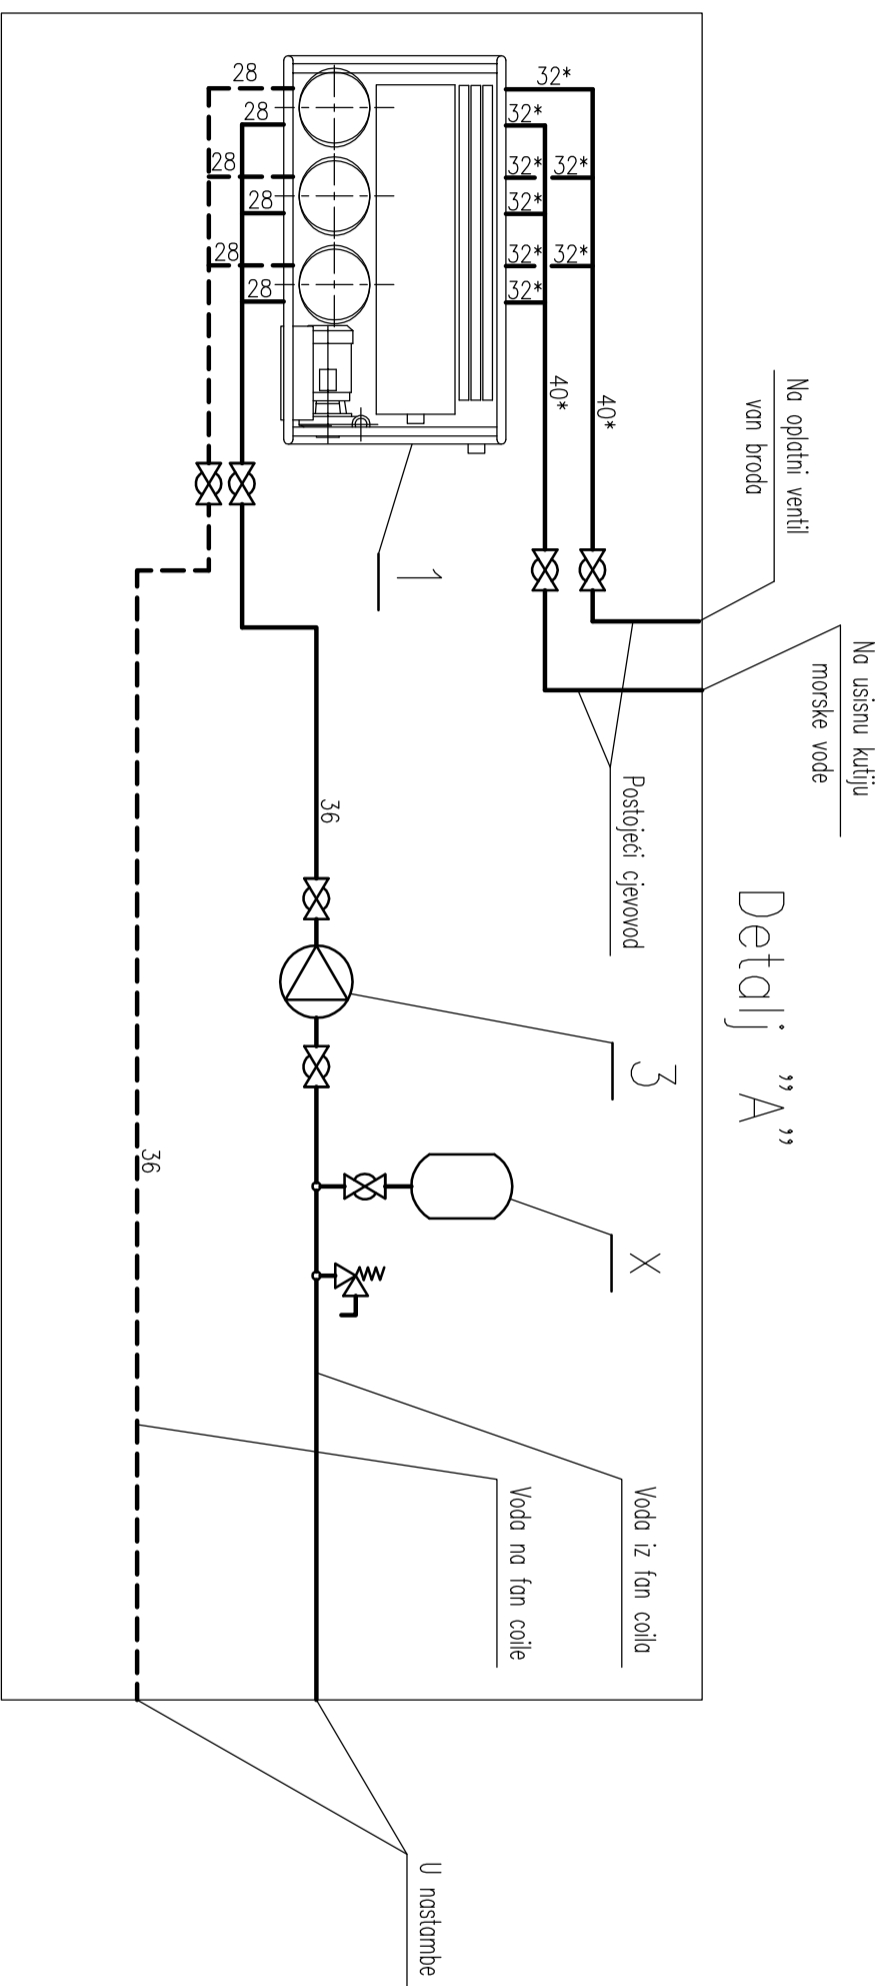 Detalj "A"
Na usisnu kutiju
morske vode
Na oplatni ventil
van broda
Postojeći cjevovod
32*
32*
32*
32*
32*
32*
32*
32*
40*
40*
28
28
28
28
28
28
1
36
3
X
36
Voda iz fan coila
Voda na fan coile
U nastambe